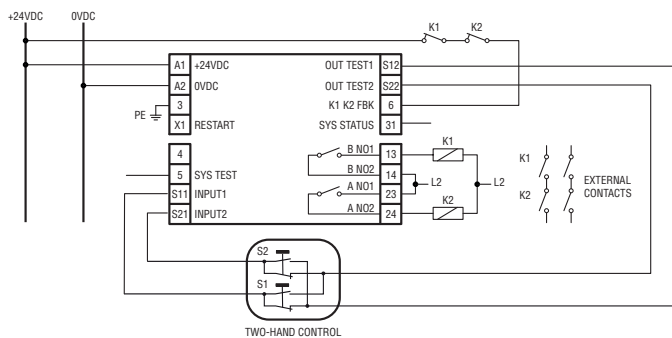 +24VDC 0VDC
K1 K2
A1 +24VDC OUT TEST1 S12
A2 0VDC OUT TEST2 S22
PE 3 K1 K2 FBK 6
X1 RESTART SYS STATUS 31
4 B NO1 13 K1
5 SYS TEST B NO2 14 L2 L2
S11 INPUT1 A NO1 23
S21 INPUT2 A NO2 24 K2
K1
K2
EXTERNAL
CONTACTS
S2
S1
TWO-HAND CONTROL